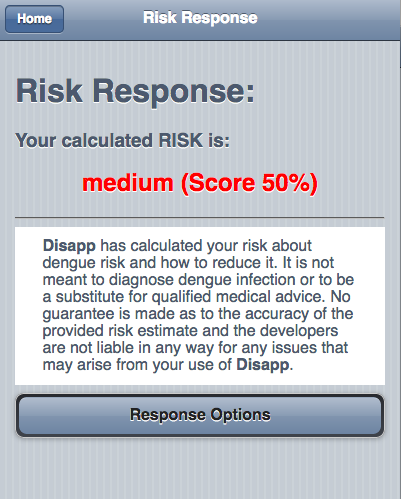 Home
Risk Response
Risk Response:
Your calculated RISK is:
medium (Score 50%)
Disapp has calculated your risk about
dengue risk and how to reduce it. It is not
meant to diagnose dengue infection or to be
a substitute for qualified medical advice. No
guarantee is made as to the accuracy of the
provided risk estimate and the developers
are not liable in any way for any issues that
may arise from your use of Disapp.
Response Options